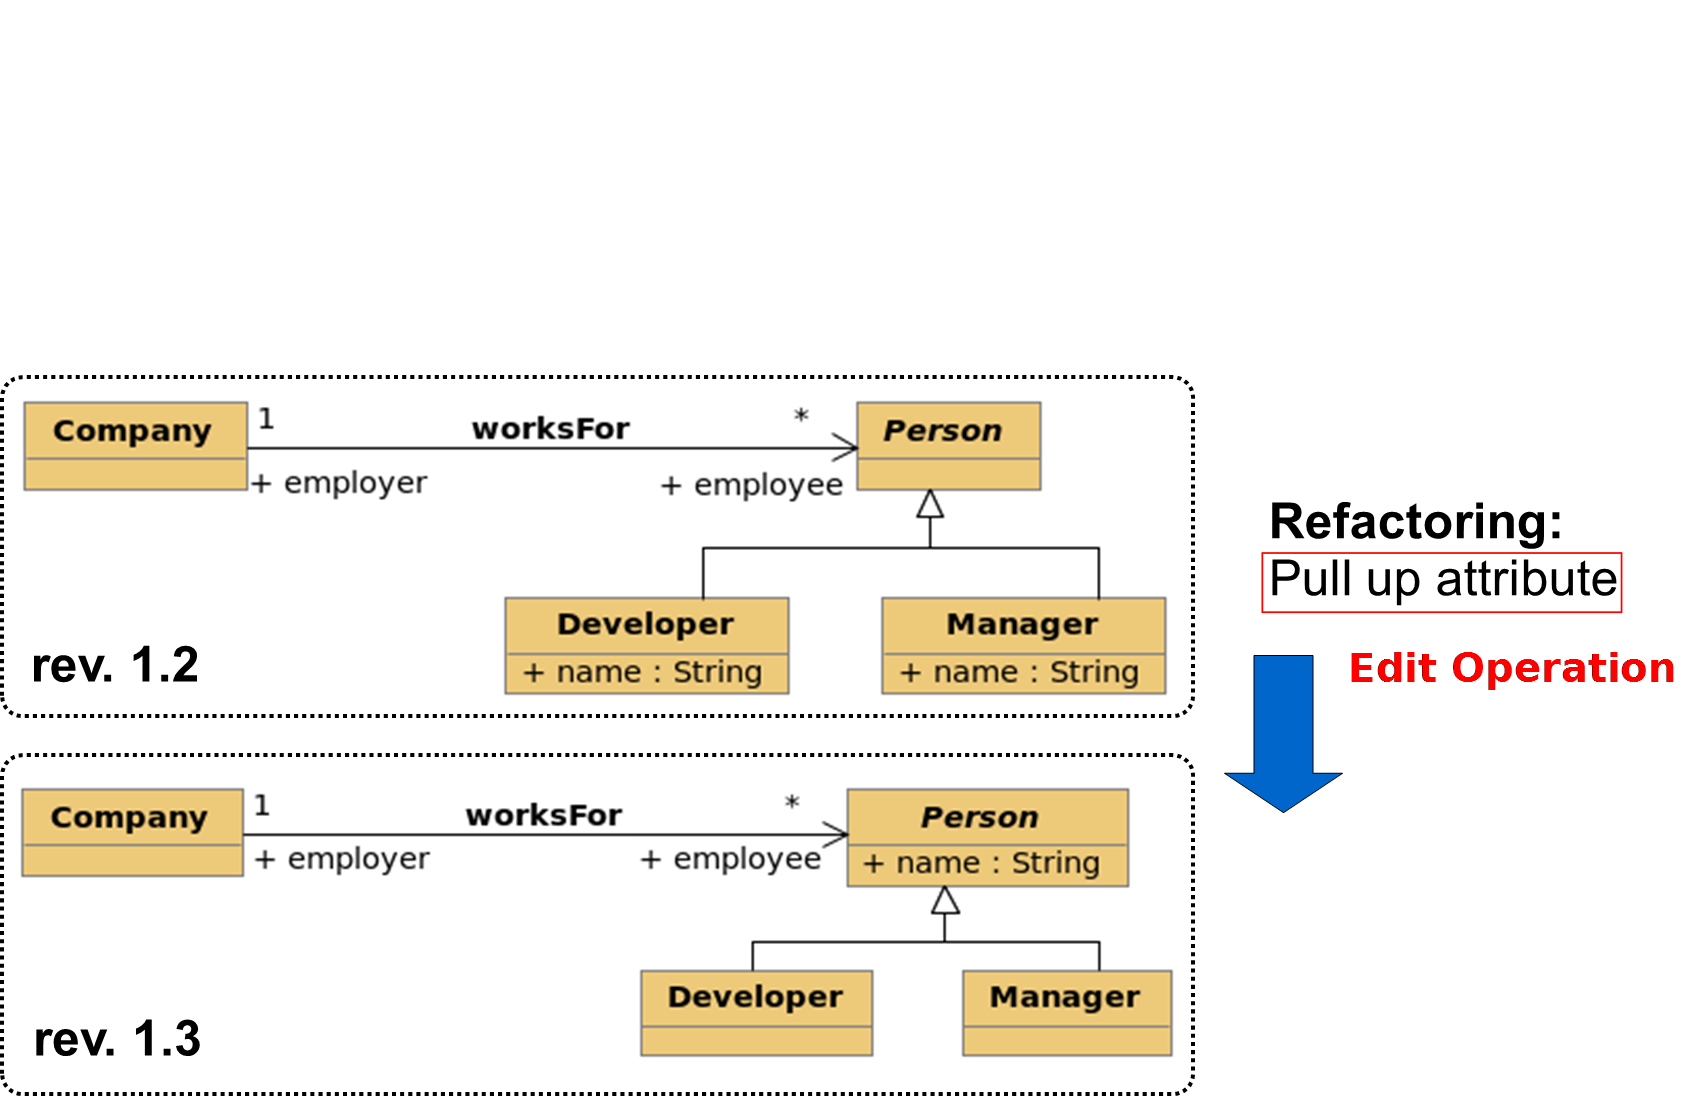 Company
1
worksFor
*
Person
+ employer
+ employee
Developer
Manager
+ name : String
+ name : String
rev. 1.2
Refactoring:
Pull up attribute
Edit Operation
Company
1
worksFor
*
Person
+ employer
+ employee
+ name : String
Developer
Manager
rev. 1.3